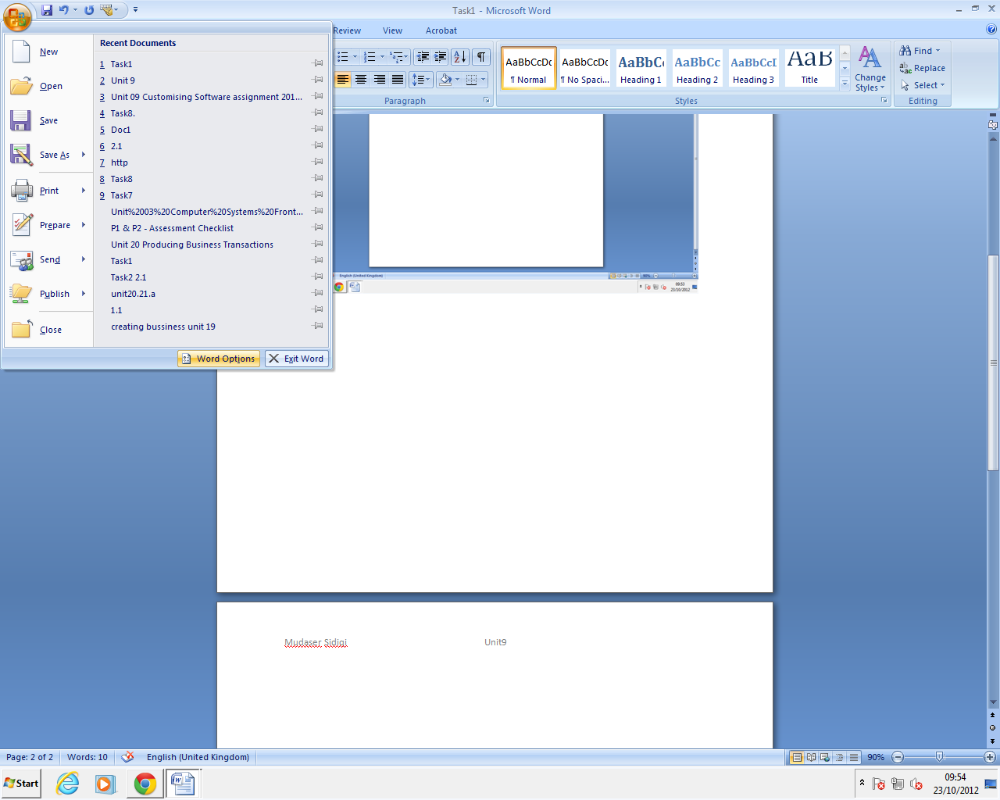 Task1 - Microsoft Word
Review View Acrobat
New
Open
Save
Save As
Print
Prepare
Send
Publish
Close
Recent Documents
1 Task1
2 Unit 9
3 Unit 09 Customising Software assignment 201...
4 Task8.
5 Doc1
6 2.1
7 http
8 Task8
9 Task7
Unit%2003%20Computer%20Systems%20Front...
P1 & P2 - Assessment Checklist
Unit 20 Producing Business Transactions
Task1
Task2 2.1
unit20.21.a
1.1
creating bussiness unit 19
Word Options
Exit Word
Paragraph
AaBbCcDc AaBbCcDc AaBbC AaBbCc AaBbCcI AaB
¶ Normal ¶ No Spaci... Heading 1 Heading 2 Heading 3 Title
Change Styles
Styles
Find
Replace
Select
Editing
English (United Kingdom)
90%
09:53
23/10/2012
Mudaser Sidiqi Unit9
Page: 2 of 2 Words: 10 English (United Kingdom) 90%
Start
09:54
23/10/2012